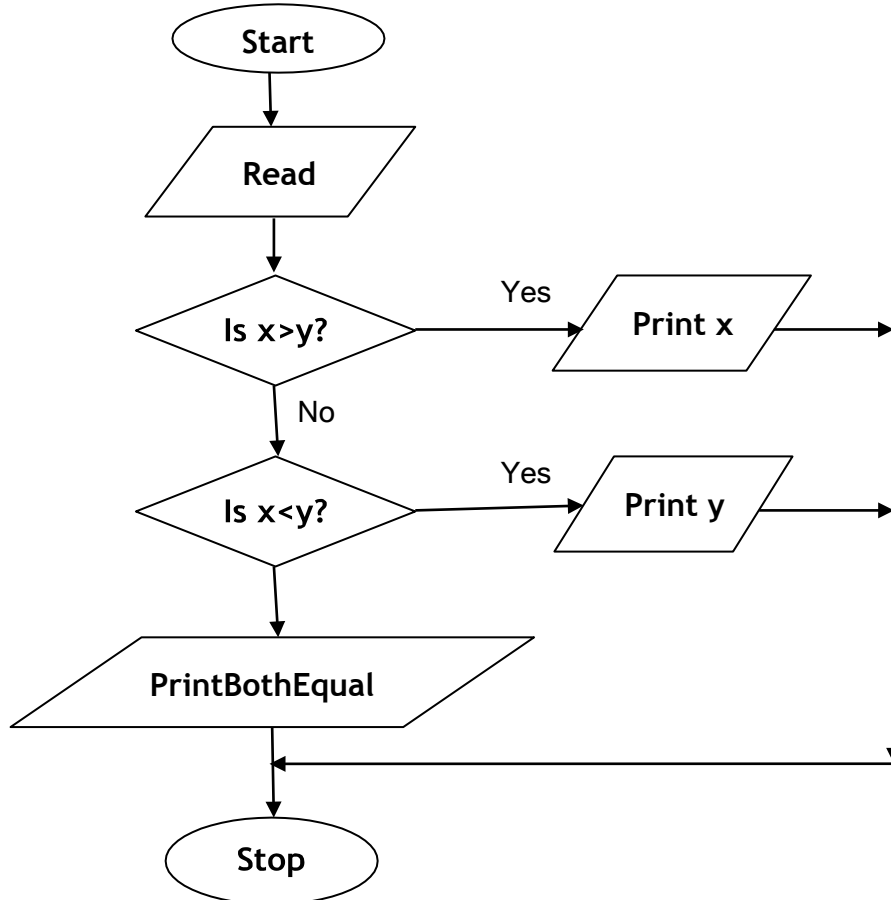 Start
Read
Is x>y?
Yes
Print x
No
Is x<y?
Yes
Print y
PrintBothEqual
Stop